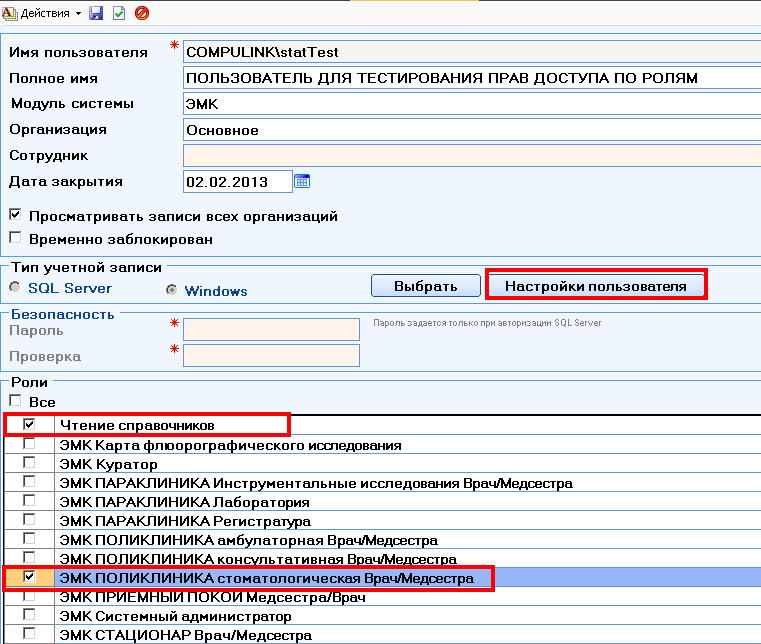 Действия
Имя пользователя * COMPULINK\statTest
Полное имя ПОЛЬЗОВАТЕЛЬ ДЛЯ ТЕСТИРОВАНИЯ ПРАВ ДОСТУПА ПО РОЛЯМ
Модуль системы ЭМК
Организация Основное
Сотрудник
Дата закрытия 02.02.2013
Просматривать записи всех организаций
Временно заблокирован
Тип учетной записи
SQL Server Windows Выбрать Настройки пользователя
Безопасность
Пароль * Пароль задается только при авторизации SQL Server
Проверка *
Роли
Все
Чтение справочников
ЭМК Карта флюорографического исследования
ЭМК Куратор
ЭМК ПАРАКЛИНИКА Инструментальные исследования Врач/Медсестра
ЭМК ПАРАКЛИНИКА Лаборатория
ЭМК ПАРАКЛИНИКА Регистратура
ЭМК ПОЛИКЛИНИКА амбулаторная Врач/Медсестра
ЭМК ПОЛИКЛИНИКА консультативная Врач/Медсестра
ЭМК ПОЛИКЛИНИКА стоматологическая Врач/Медсестра
ЭМК ПРИЕМНЫЙ ПОКОЙ Медсестра/Врач
ЭМК Системный администратор
ЭМК СТАЦИОНАР Врач/Медсестра